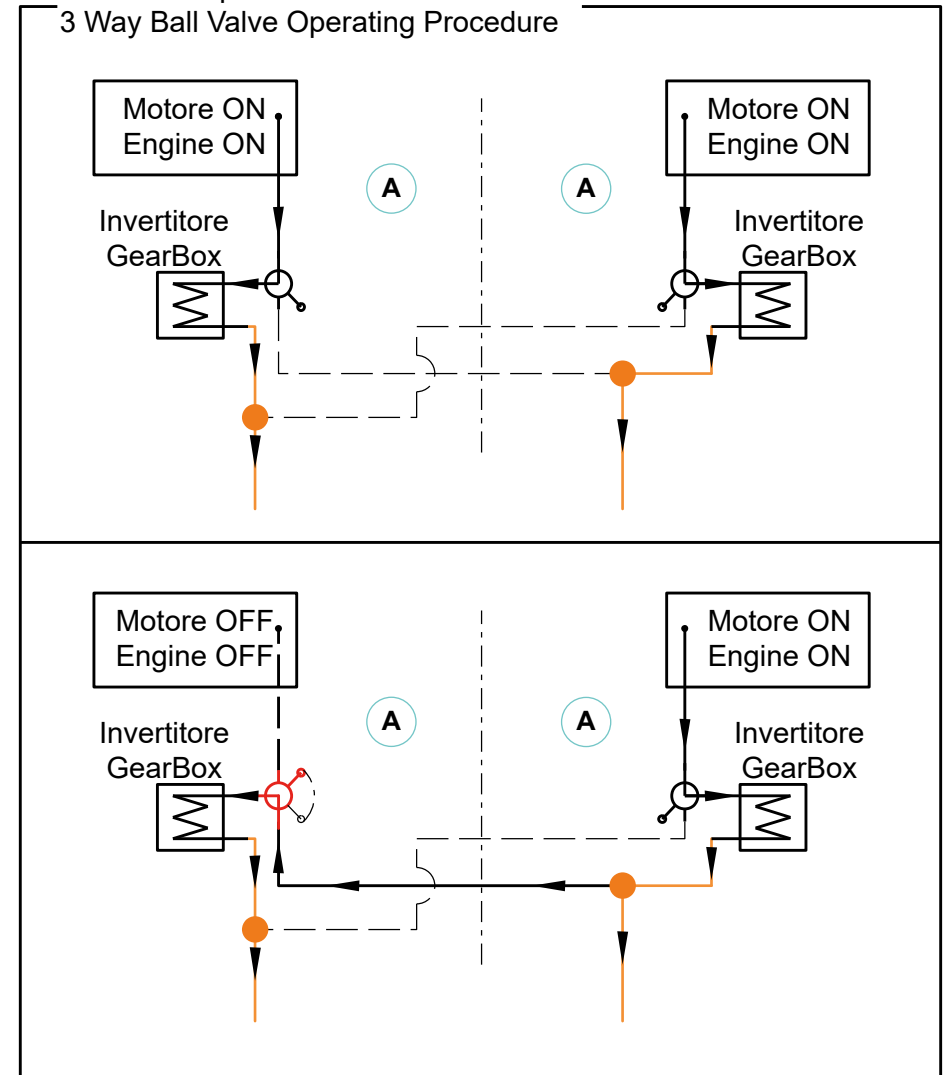 3 Way Ball Valve Operating Procedure
Motore ON
Engine ON
Motore ON
Engine ON
A
A
Invertitore
GearBox
Invertitore
GearBox
Motore OFF
Engine OFF
Motore ON
Engine ON
A
A
Invertitore
GearBox
Invertitore
GearBox